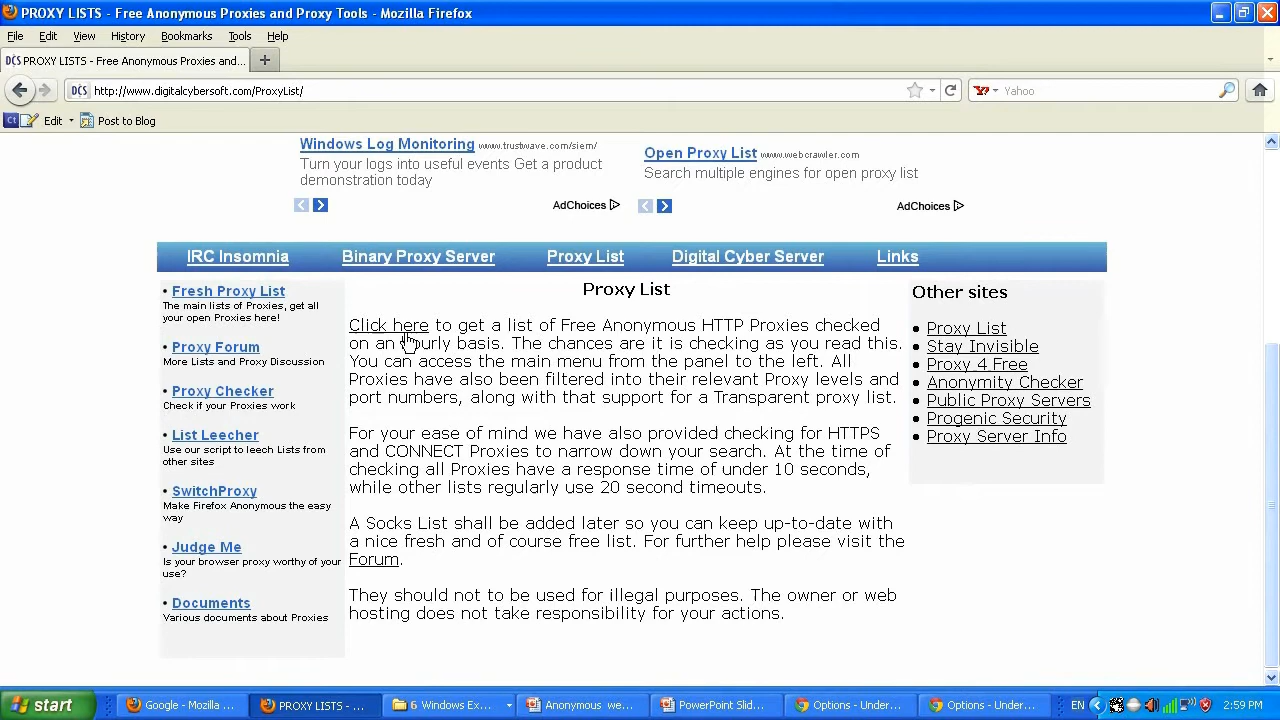 PROXY LISTS - Free Anonymous Proxies and Proxy Tools - Mozilla Firefox
File Edit View History Bookmarks Tools Help
DCS PROXY LISTS - Free Anonymous Proxies and...
DCS http://www.digitalcybersoft.com/ProxyList/ Yahoo
Ct Edit Post to Blog
Windows Log Monitoring www.trustwave.com/siem/
Turn your logs into useful events Get a product
demonstration today
AdChoices
Open Proxy List www.webcrawler.com
Search multiple engines for open proxy list
AdChoices
IRC Insomnia Binary Proxy Server Proxy List Digital Cyber Server Links
• Fresh Proxy List
The main lists of Proxies, get all
your open Proxies here!
• Proxy Forum
More Lists and Proxy Discussion
• Proxy Checker
Check if your Proxies work
• List Leecher
Use our script to leech Lists from
other sites
• SwitchProxy
Make Firefox Anonymous the easy
way
• Judge Me
Is your browser proxy worthy of your
use?
• Documents
Various documents about Proxies
Proxy List
Click here to get a list of Free Anonymous HTTP Proxies checked
on an hourly basis. The chances are it is checking as you read this.
You can access the main menu from the panel to the left. All
Proxies have also been filtered into their relevant Proxy levels and
port numbers, along with that support for a Transparent proxy list.
For your ease of mind we have also provided checking for HTTPS
and CONNECT Proxies to narrow down your search. At the time of
checking all Proxies have a response time of under 10 seconds,
while other lists regularly use 20 second timeouts.
A Socks List shall be added later so you can keep up-to-date with
a nice fresh and of course free list. For further help please visit the
Forum.
They should not to be used for illegal purposes. The owner or web
hosting does not take responsibility for your actions.
Other sites
• Proxy List
• Stay Invisible
• Proxy 4 Free
• Anonymity Checker
• Public Proxy Servers
• Progenic Security
• Proxy Server Info
start Google - Mozilla ... PROXY LISTS - ... 6 Windows Ex... Anonymous we... PowerPoint Slid... Options - Under... Options - Under... EN 2:59 PM